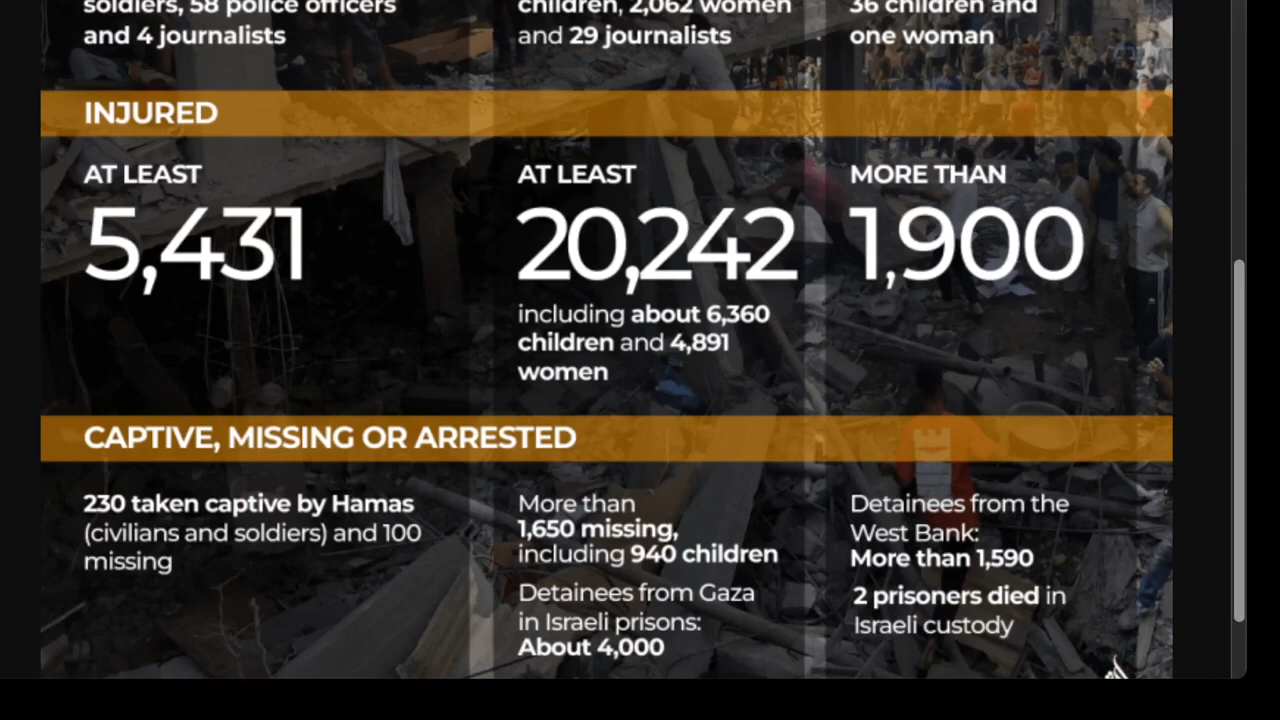 soldiers, 58 police officers
and 4 journalists
children, 2,062 women
and 29 journalists
36 children and
one woman
INJURED
AT LEAST
5,431
AT LEAST
20,242
including about 6,360
children and 4,891
women
MORE THAN
1,900
CAPTIVE, MISSING OR ARRESTED
230 taken captive by Hamas
(civilians and soldiers) and 100
missing
More than
1,650 missing,
including 940 children
Detainees from Gaza
in Israeli prisons:
About 4,000
Detainees from the
West Bank:
More than 1,590
2 prisoners died in
Israeli custody